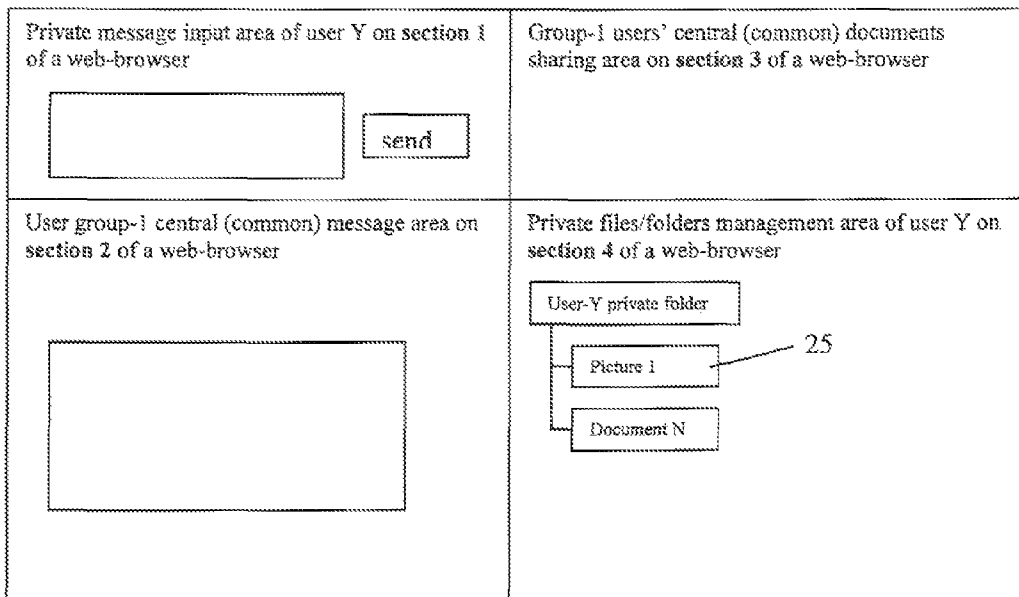 Private message input area of user Y on section 1
of a web-browser
send
Group-1 users' central (common) documents
sharing area on section 3 of a web-browser
User group-1 central (common) message area on
section 2 of a web-browser
Private files/folders management area of user Y on
section 4 of a web-browser
User-Y private folder
Picture 1
25
Document N